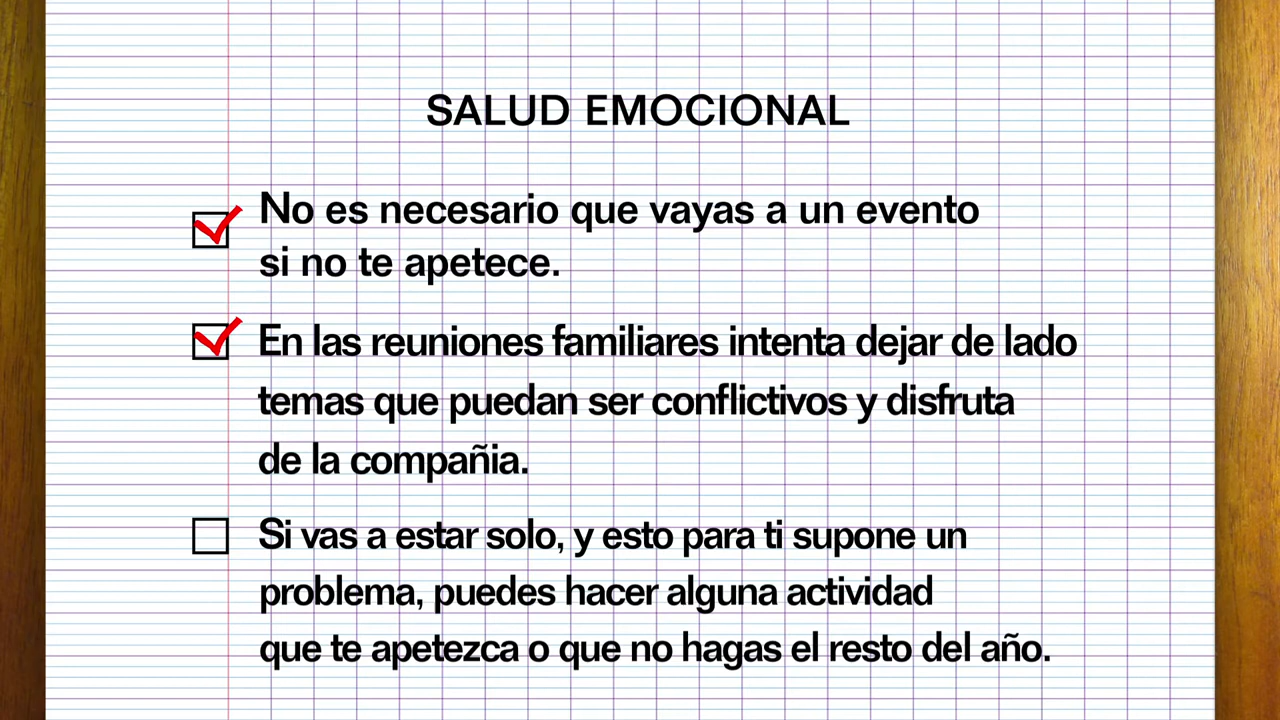 SALUD EMOCIONAL
No es necesario que vayas a un evento
si no te apetece.
En las reuniones familiares intenta dejar de lado
temas que puedan ser conflictivos y disfruta
de la compañia.
Si vas a estar solo, y esto para ti supone un
problema, puedes hacer alguna actividad
que te apetezca o que no hagas el resto del año.